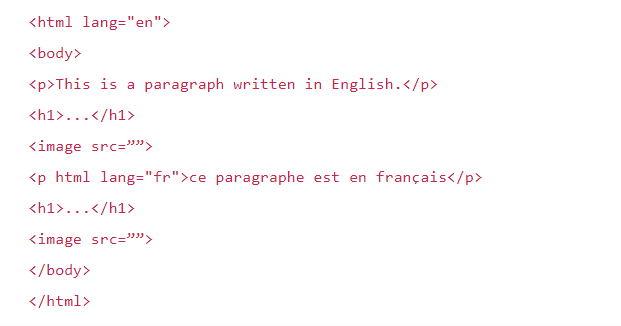 <html lang="en">
<body>
<p>This is a paragraph written in English.</p>
<h1>...</h1>
<image src=””>
<p html lang="fr">ce paragraphe est en français</p>
<h1>...</h1>
<image src=””>
</body>
</html>